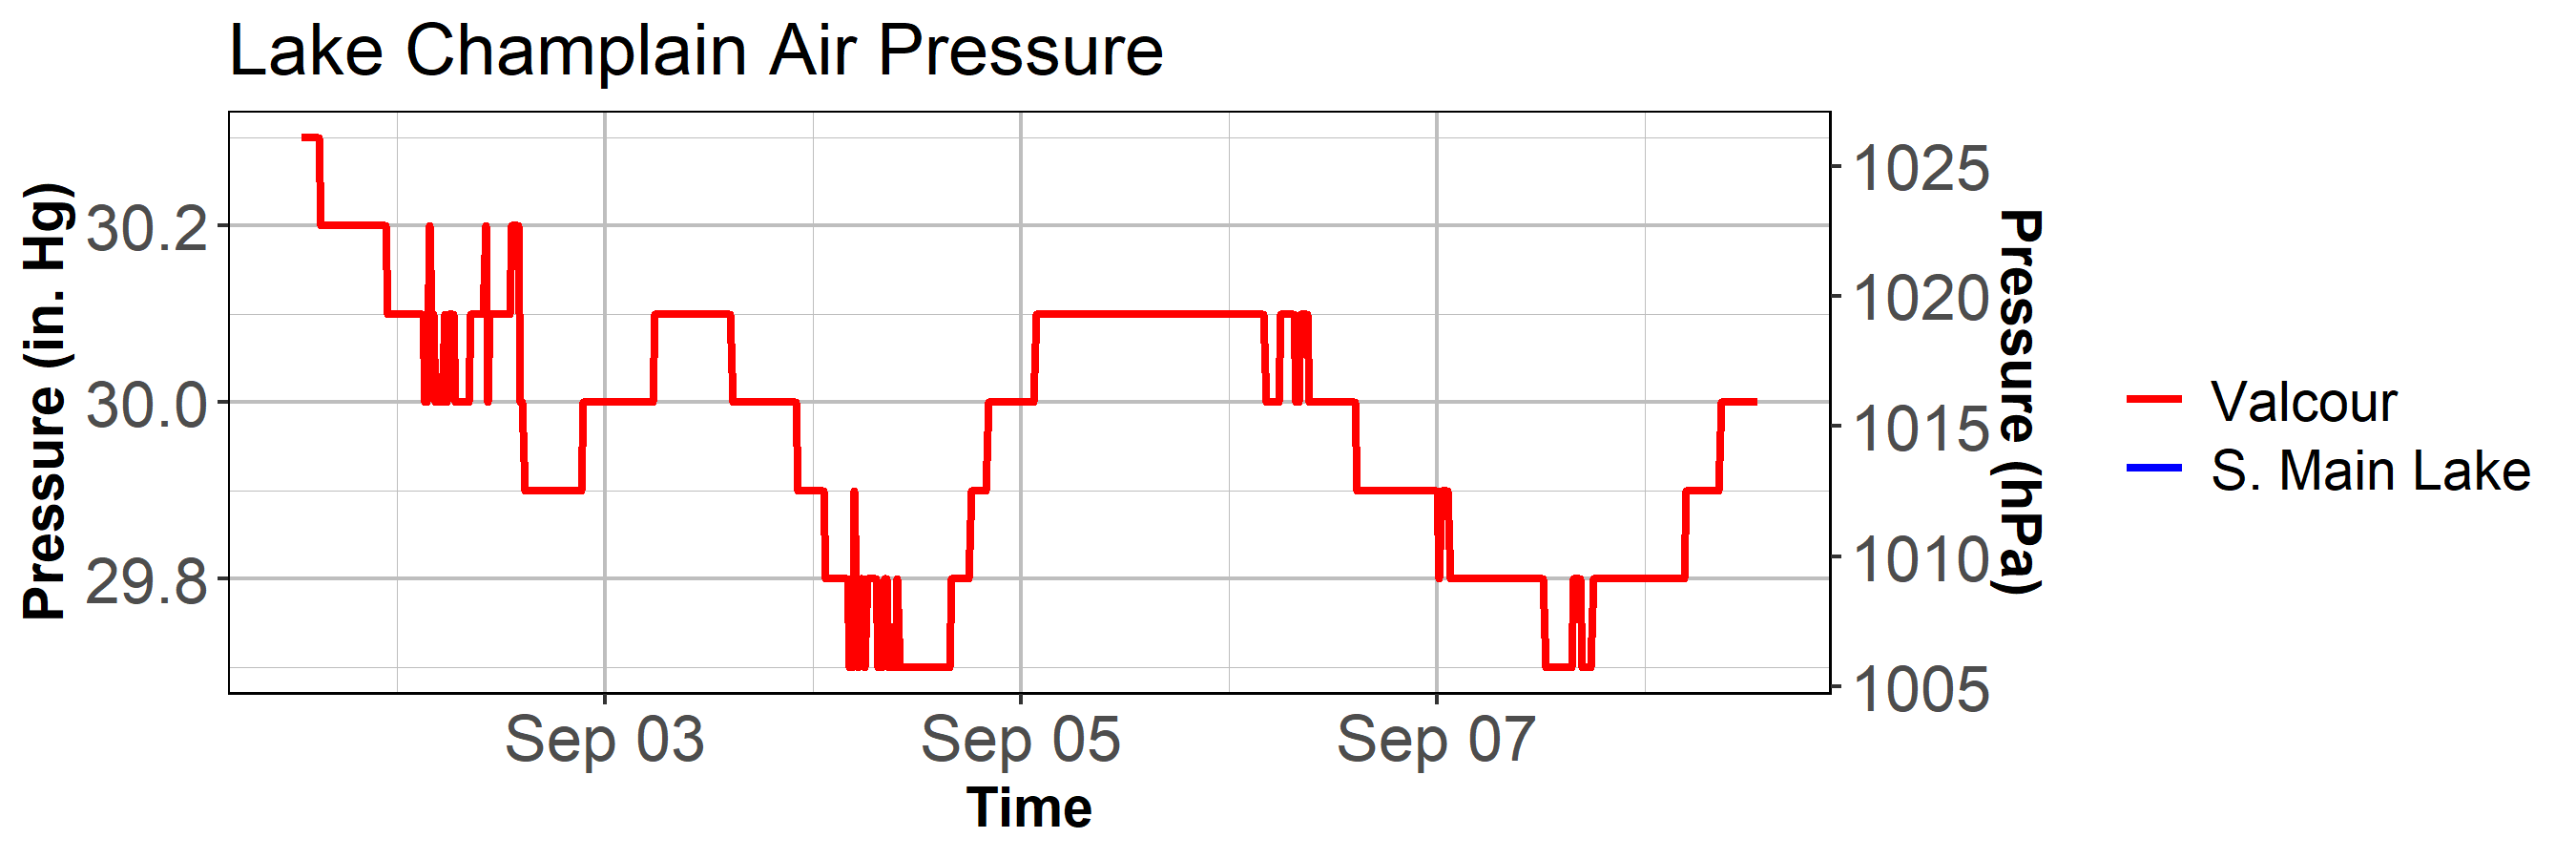 Lake Champlain Air Pressure
Pressure (in. Hg)
30.2
30.0
29.8
1025
1020
1015
1010
1005
Pressure (hPa)
Sep 03
Sep 05
Sep 07
Time
Valcour
S. Main Lake